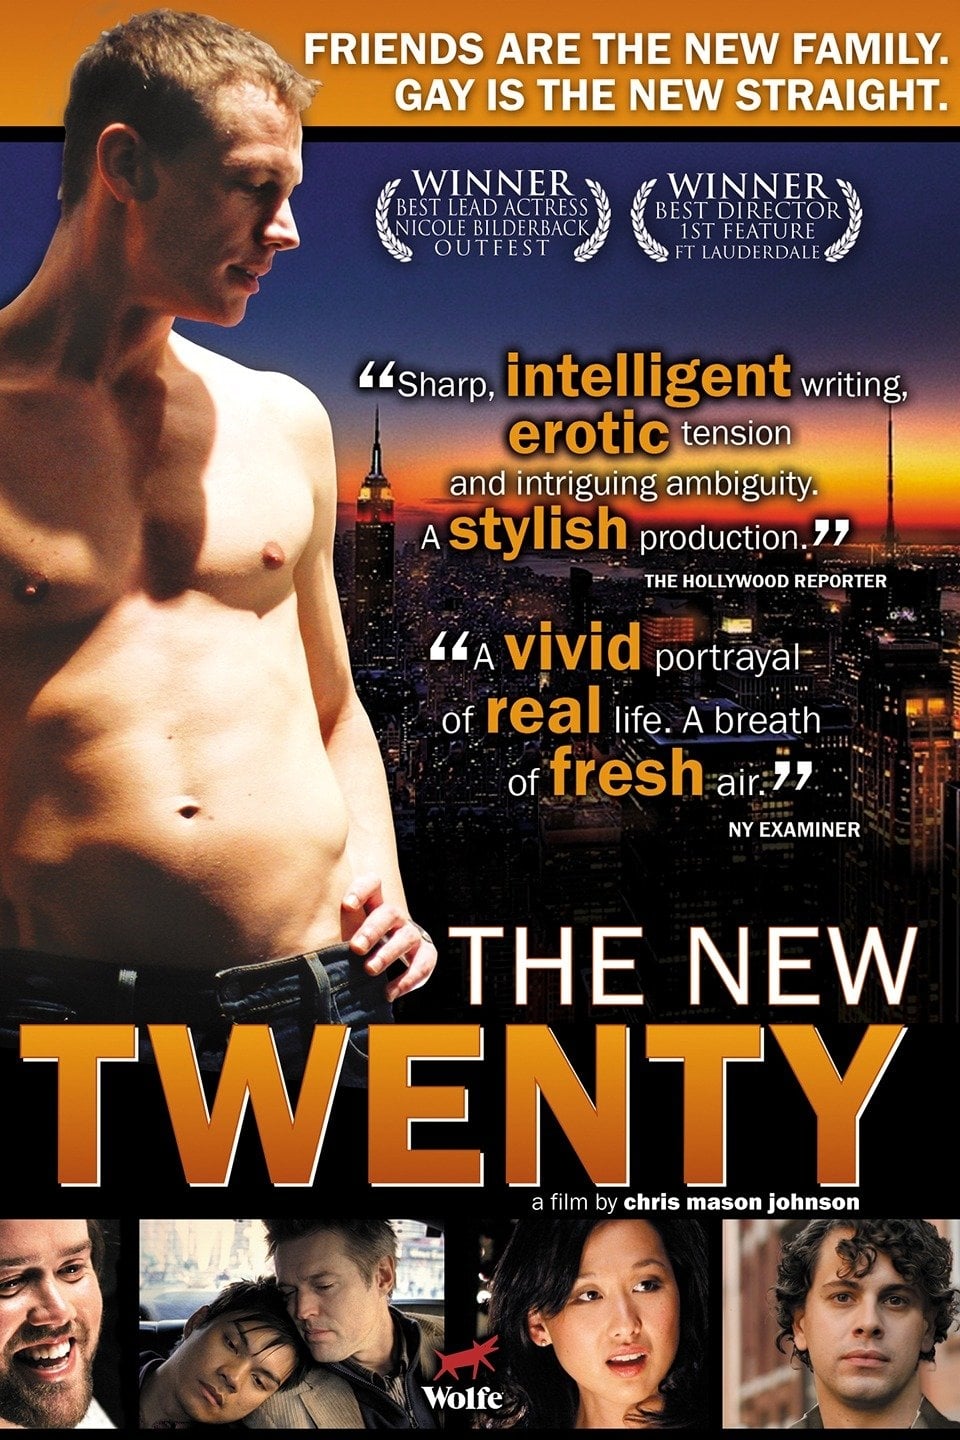 FRIENDS ARE THE NEW FAMILY.
GAY IS THE NEW STRAIGHT.
WINNER
BEST LEAD ACTRESS
NICOLE BILDERBACK
OUTFEST
WINNER
BEST DIRECTOR
1ST FEATURE
FT LAUDERDALE
“Sharp, intelligent writing,
erotic tension
and intriguing ambiguity.
A stylish production.”
THE HOLLYWOOD REPORTER
“A vivid portrayal
of real life. A breath
of fresh air.”
NY EXAMINER
THE NEW
TWENTY
a film by chris mason johnson
Wolfe